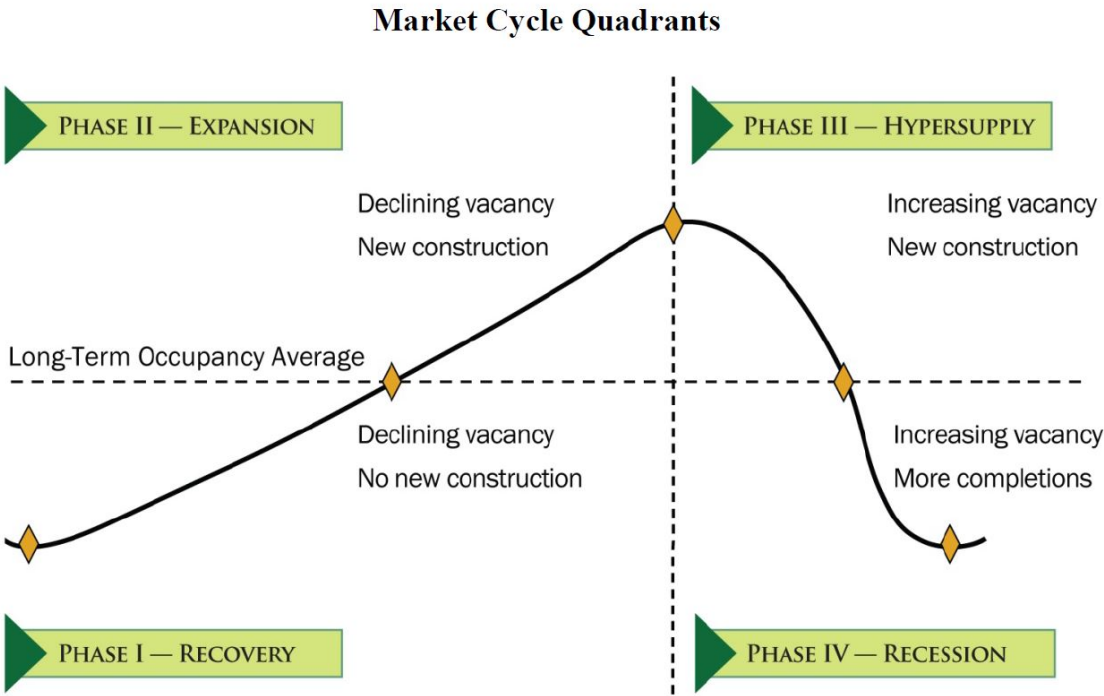 Market Cycle Quadrants
PHASE II — EXPANSION
PHASE III — HYPERSUPPLY
Declining vacancy
New construction
Increasing vacancy
New construction
Long-Term Occupancy Average
Declining vacancy
No new construction
Increasing vacancy
More completions
PHASE I — RECOVERY
PHASE IV — RECESSION